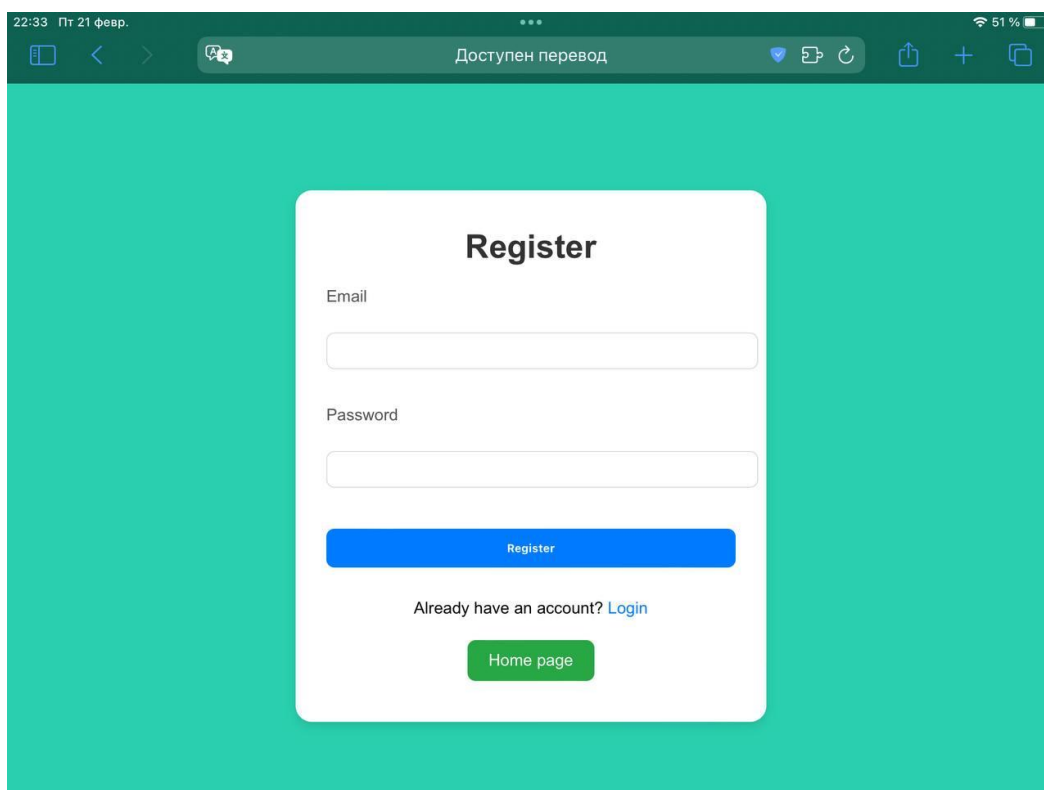 22:33 Пт 21 февр.
51 %
Доступен перевод
Register
Email
Password
Register
Already have an account? Login
Home page